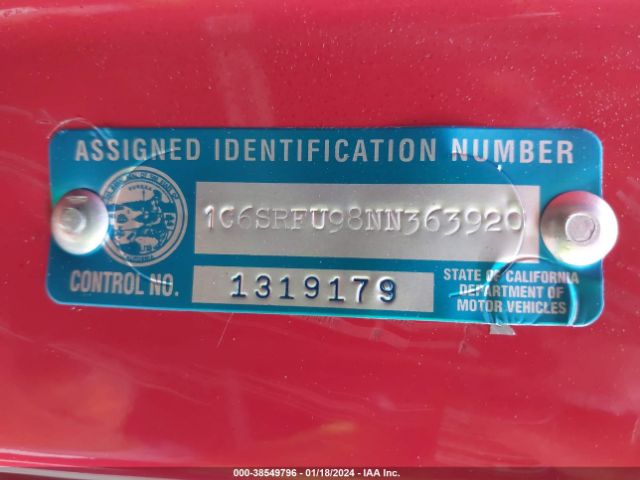 ASSIGNED IDENTIFICATION NUMBER
1C6SRFU98NN363920
CONTROL NO. 1319179
STATE OF CALIFORNIA
DEPARTMENT OF
MOTOR VEHICLES
000-38549796 - 01/18/2024 - IAA Inc.